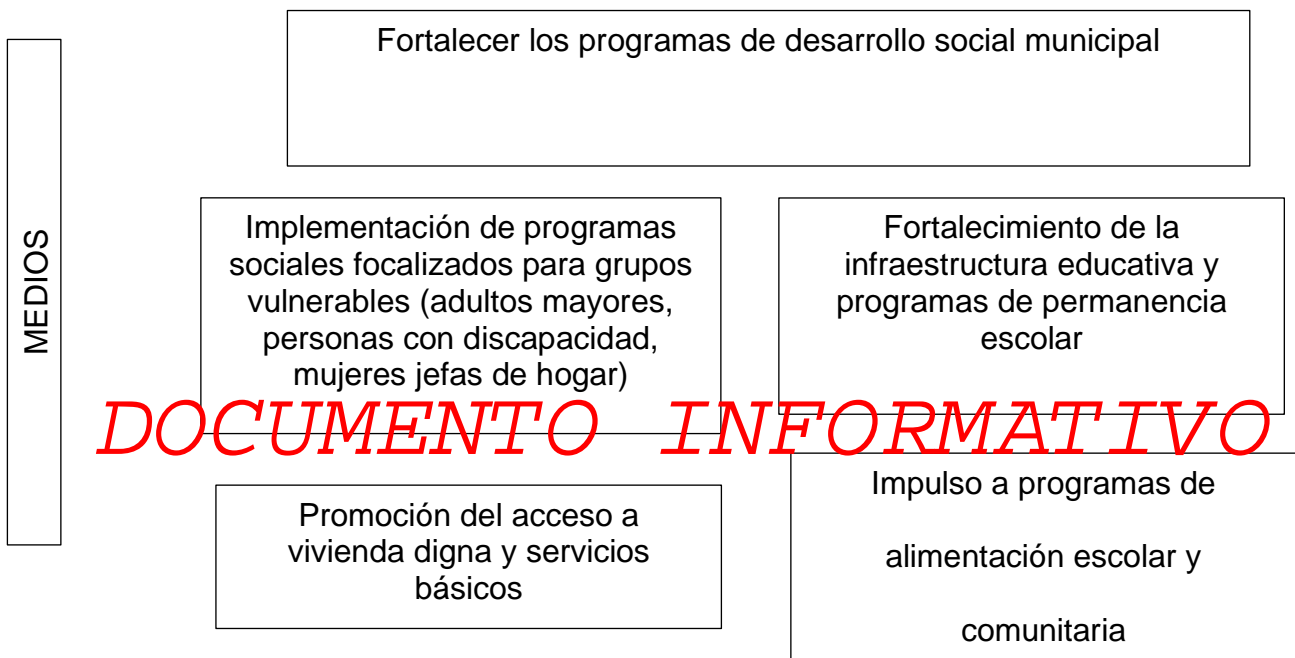 Fortalecer los programas de desarrollo social municipal
MEDIOS
Implementación de programas
sociales focalizados para grupos
vulnerables (adultos mayores,
personas con discapacidad,
mujeres jefas de hogar)
Fortalecimiento de la
infraestructura educativa y
programas de permanencia
escolar
DOCUMENTO INFORMATIVO
Promoción del acceso a
vivienda digna y servicios
básicos
Impulso a programas de
alimentación escolar y
comunitaria